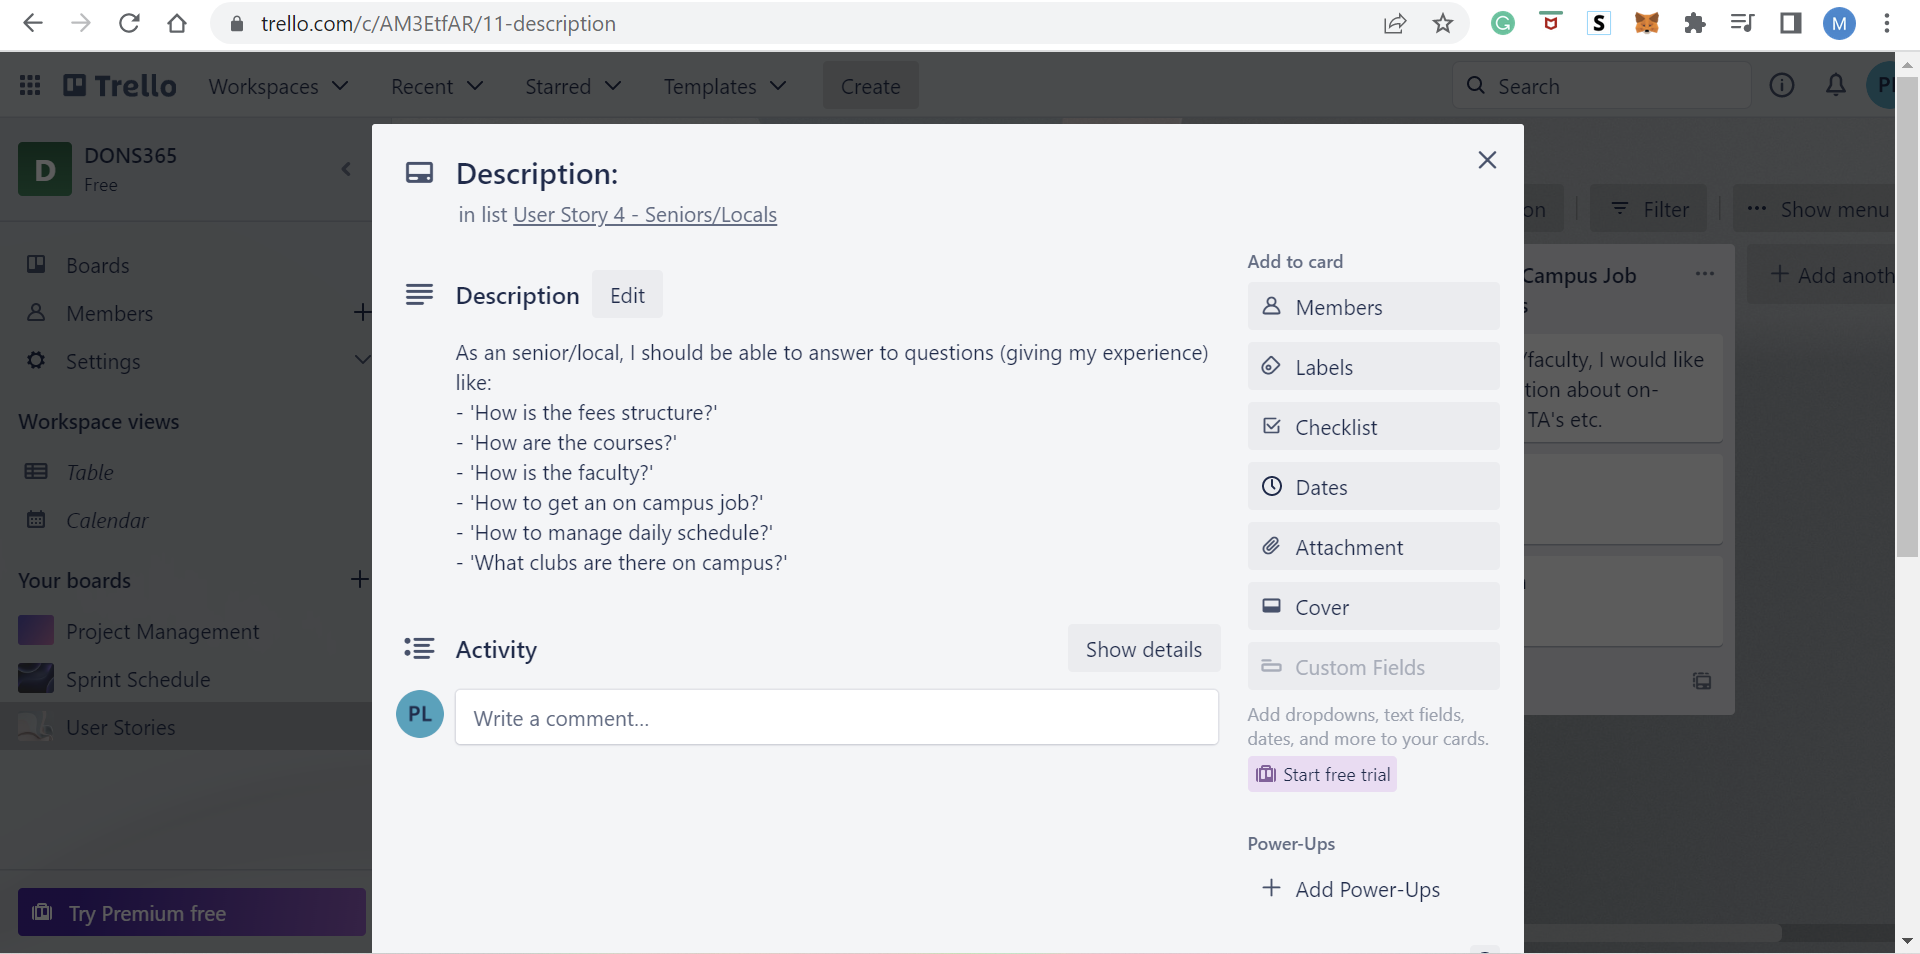 trello.com/c/AM3EtfAR/11-description
S
M
Trello
Workspaces
Recent
Starred
Templates
Create
Search
D
DONS365
Free
Boards
Members
Settings
Workspace views
Table
Calendar
Your boards
Project Management
Sprint Schedule
User Stories
Try Premium free
Description:
in list User Story 4 - Seniors/Locals
Description
Edit
As an senior/local, I should be able to answer to questions (giving my experience)
like:
- 'How is the fees structure?'
- 'How are the courses?'
- 'How is the faculty?'
- 'How to get an on campus job?'
- 'How to manage daily schedule?'
- 'What clubs are there on campus?'
Activity
Show details
PL
Write a comment...
Add to card
Members
Labels
Checklist
Dates
Attachment
Cover
Custom Fields
Add dropdowns, text fields,
dates, and more to your cards.
Start free trial
Power-Ups
Add Power-Ups
Filter
Show menu
Campus Job
/faculty, I would like
on-
TA's etc.
Add